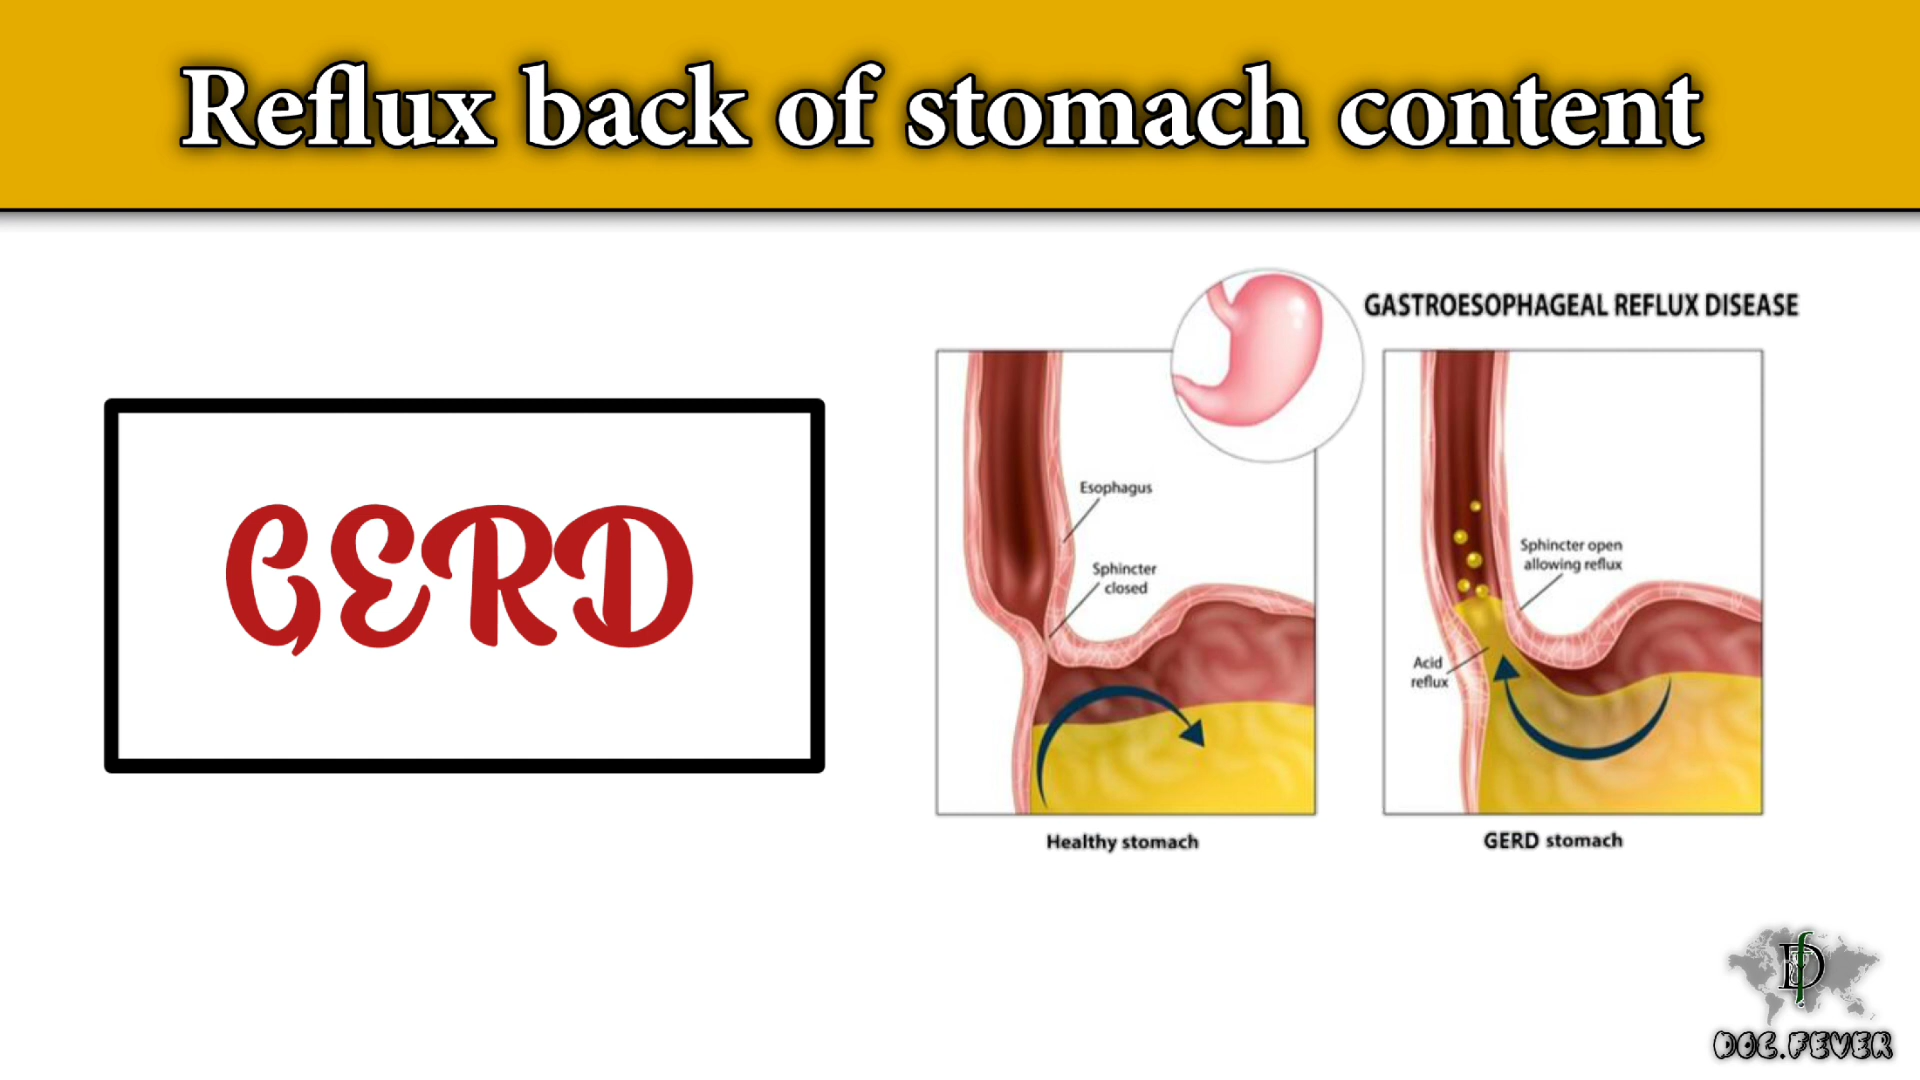 Reflux back of stomach content
GERD
GASTROESOPHAGEAL REFLUX DISEASE
Esophagus
Sphincter
closed
Healthy stomach
Sphincter open
allowing reflux
Acid
reflux
GERD stomach
DF
DOC.FEVER